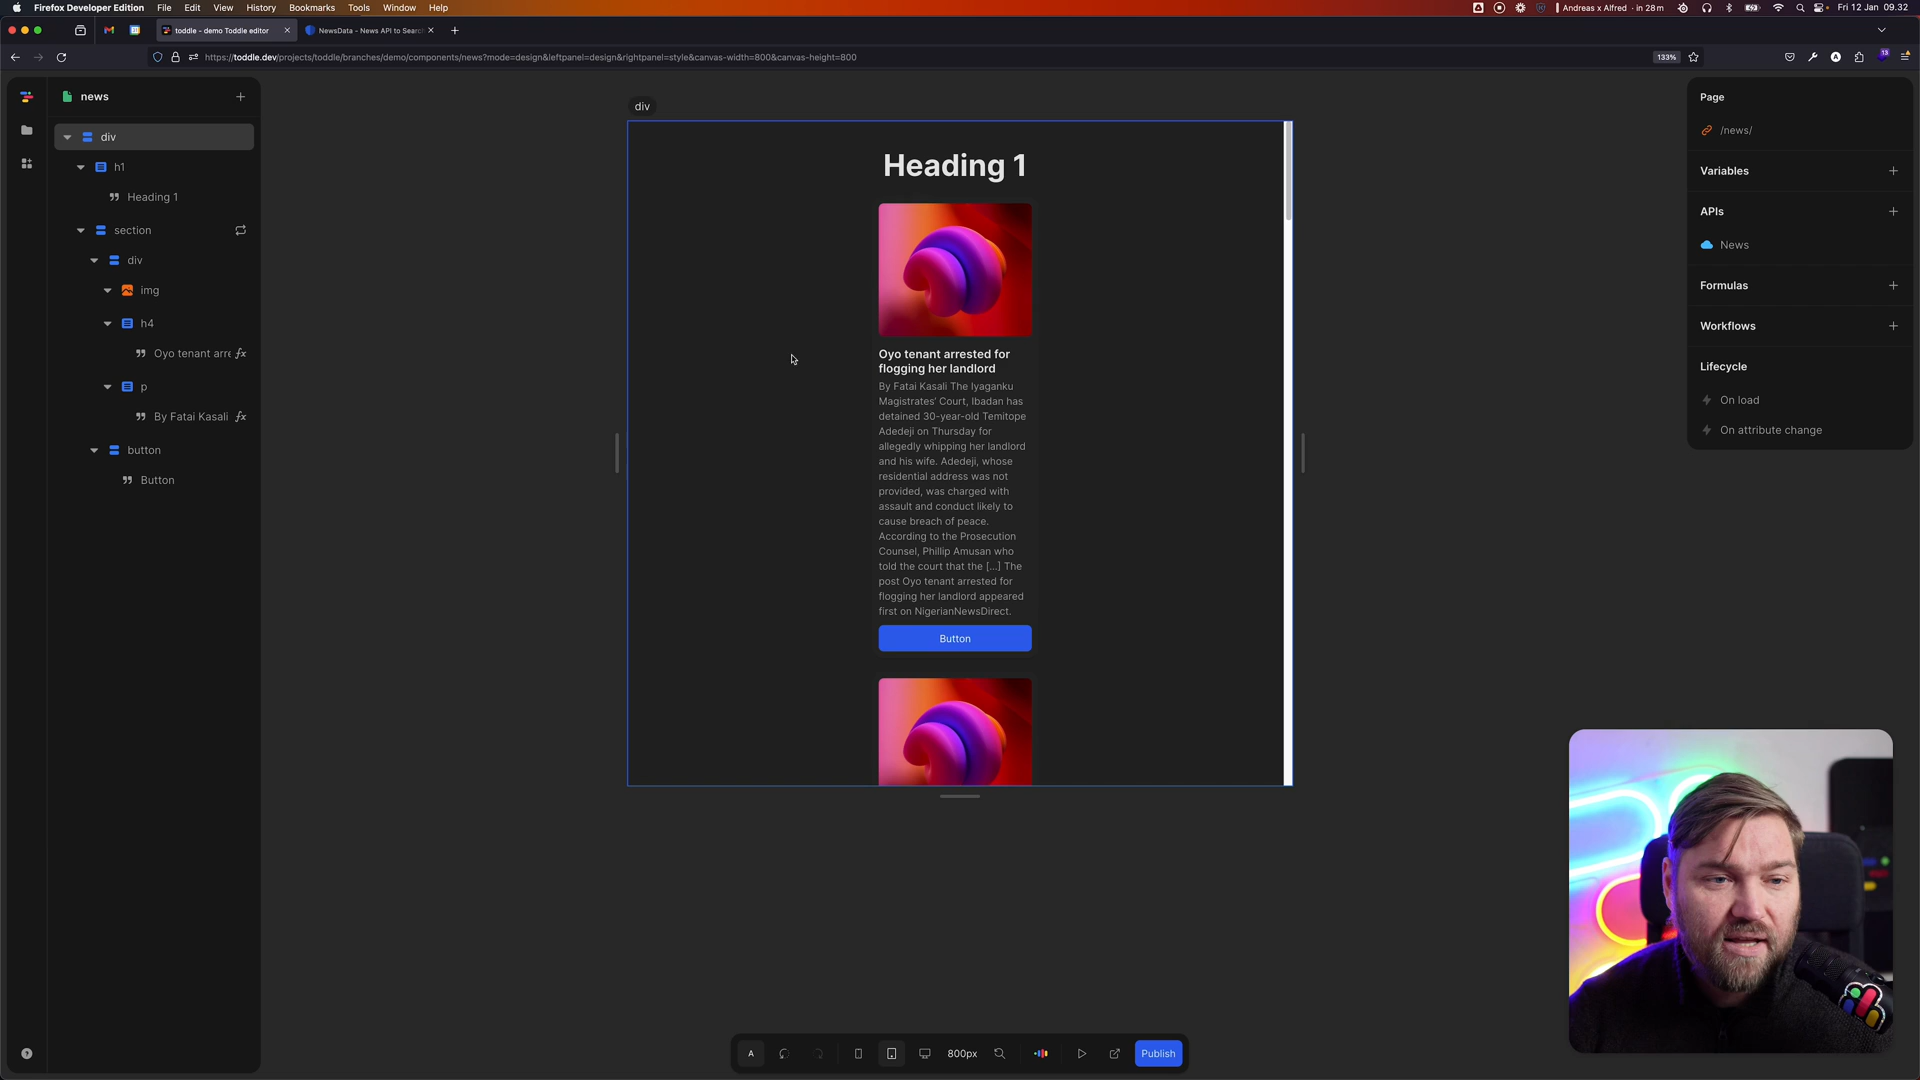 Firefox Developer Edition File Edit View History Bookmarks Tools Window Help
Andreas x Alfred · in 28m
Fri 12 Jan 09.32
toddle - demo Toddle editor
NewsData - News API to Searc
https://toddle.dev/projects/toddle/branches/demo/components/news?mode=design&leftpanel=design&rightpanel=style&canvas-width=800&canvas-height=800
133%
13
news
div
h1
Heading 1
section
div
img
h4
Oyo tenant arre fx
p
By Fatai Kasali fx
button
Button
div
Heading 1
Oyo tenant arrested for
flogging her landlord
By Fatai Kasali The Iyaganku
Magistrates' Court, Ibadan has
detained 30-year-old Temitope
Adedeji on Thursday for
allegedly whipping her landlord
and his wife. Adedeji, whose
residential address was not
provided, was charged with
assault and conduct likely to
cause breach of peace.
According to the Prosecution
Counsel, Phillip Amusan who
told the court that the [...] The
post Oyo tenant arrested for
flogging her landlord appeared
first on NigerianNewsDirect.
Button
Page
/news/
Variables
APIs
News
Formulas
Workflows
Lifecycle
On load
On attribute change
A
800px
Publish